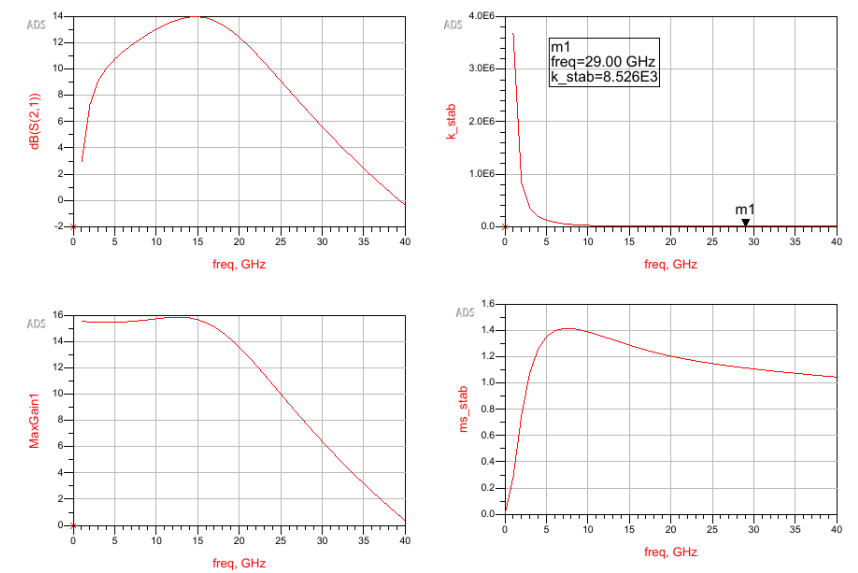 ADS
14
12
10
8
6
4
2
0
-2
0 5 10 15 20 25 30 35 40
dB(S(2,1))
freq, GHz
ADS
4.0E6
3.0E6
2.0E6
1.0E6
0.0
0 5 10 15 20 25 30 35 40
k_stab
freq, GHz
m1
freq=29.00 GHz
k_stab=8.526E3
m1
ADS
16
14
12
10
8
6
4
2
0
0 5 10 15 20 25 30 35 40
MaxGain1
freq, GHz
ADS
1.6
1.4
1.2
1.0
0.8
0.6
0.4
0.2
0.0
0 5 10 15 20 25 30 35 40
ms_stab
freq, GHz